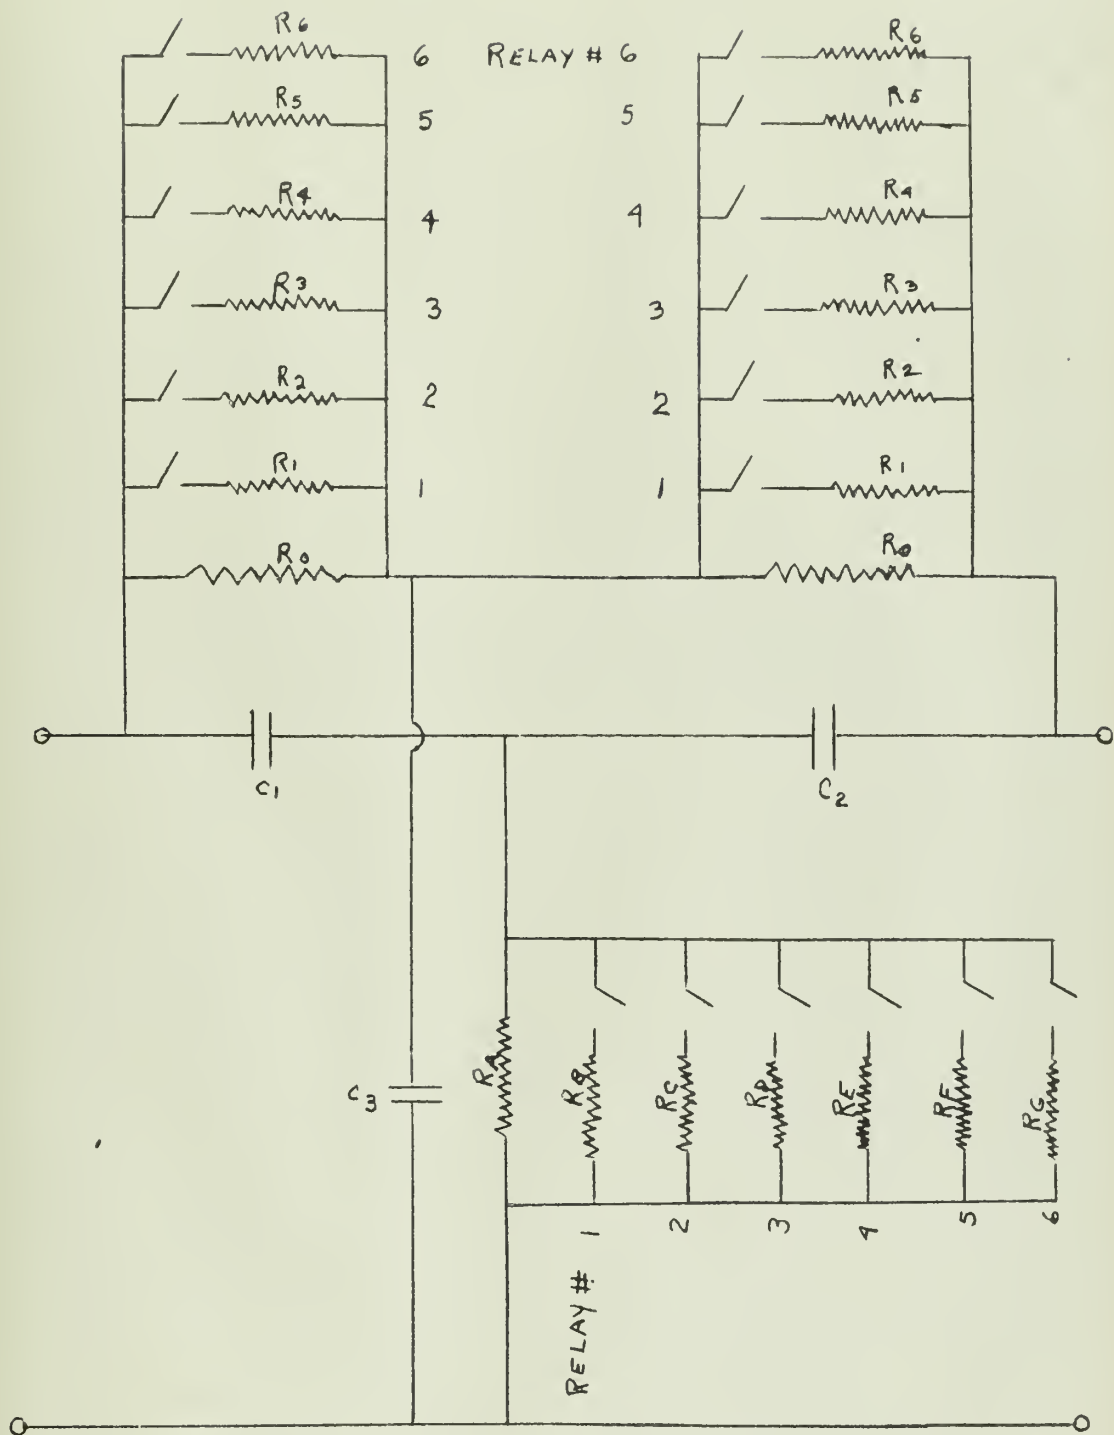 R6 6 RELAY # 6 R6
R5 5 5 R5
R4 4 4 R4
R3 3 3 R3
R2 2 2 R2
R1 1 1 R1
R0 R0
C1 C2
C3 RA RB RC RD RE RF RG
RELAY # 1 2 3 4 5 6